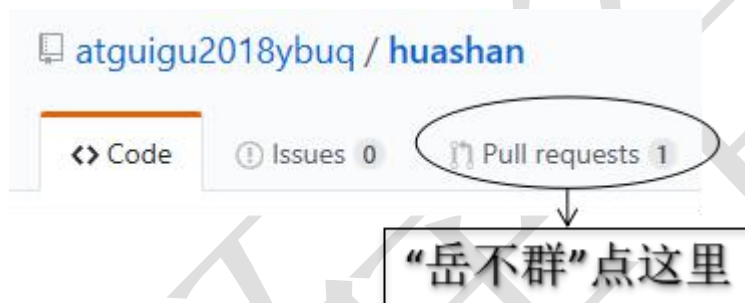 atguigu2018ybuq / huashan
<> Code Issues 0 Pull requests 1
“岳不群”点这里